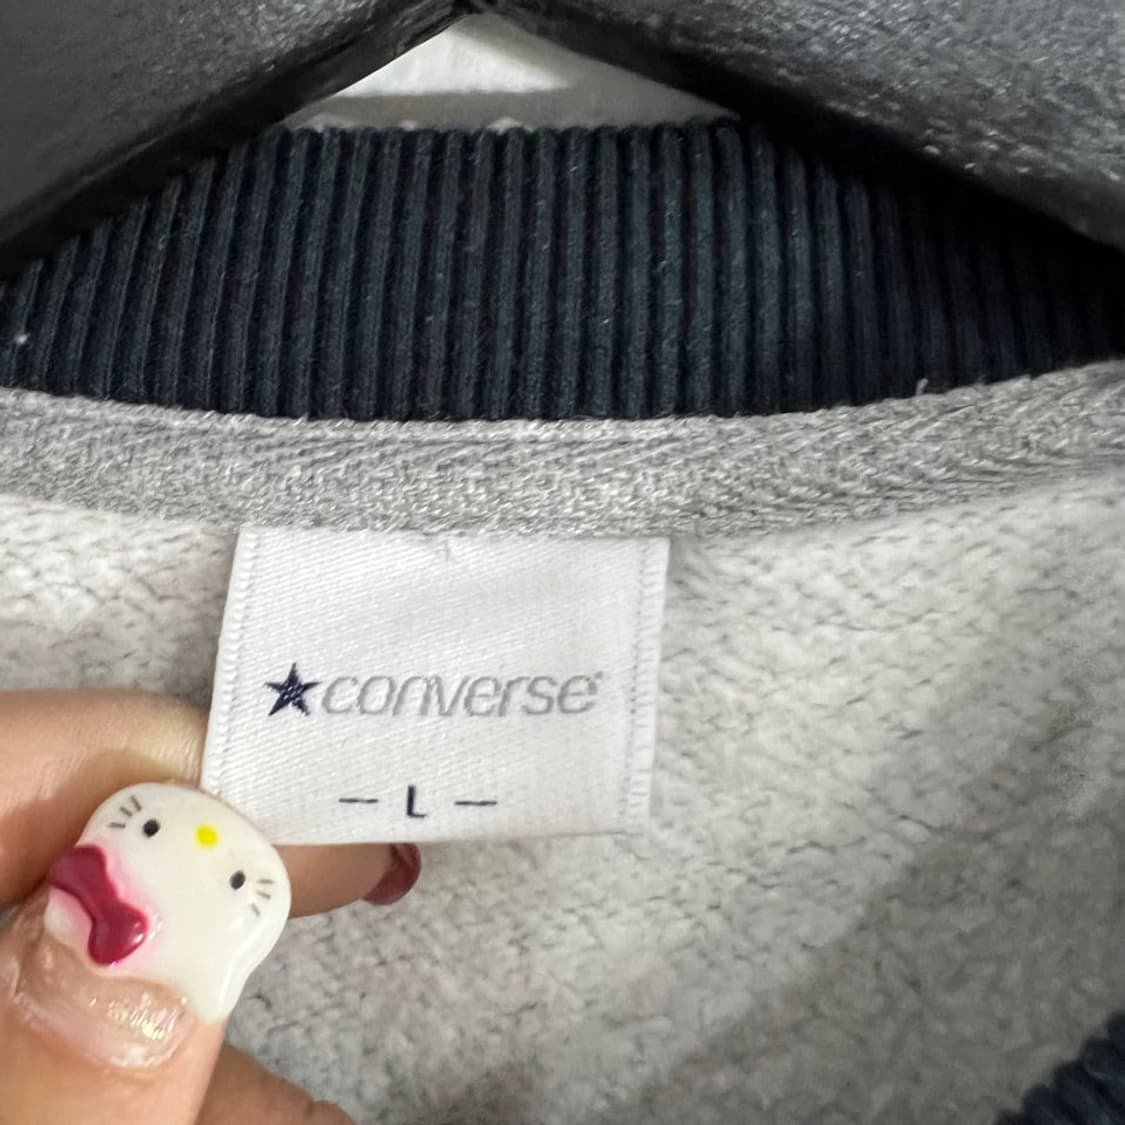 ★converse®
- L -